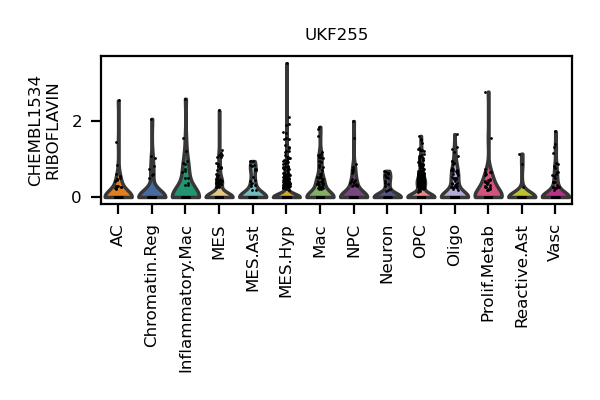 UKF255
CHEMBL1534
RIBOFLAVIN
2
0
AC
Chromatin.Reg
Inflammatory.Mac
MES
MES.Ast
MES.Hyp
Mac
NPC
Neuron
OPC
Oligo
Prolif.Metab
Reactive.Ast
Vasc